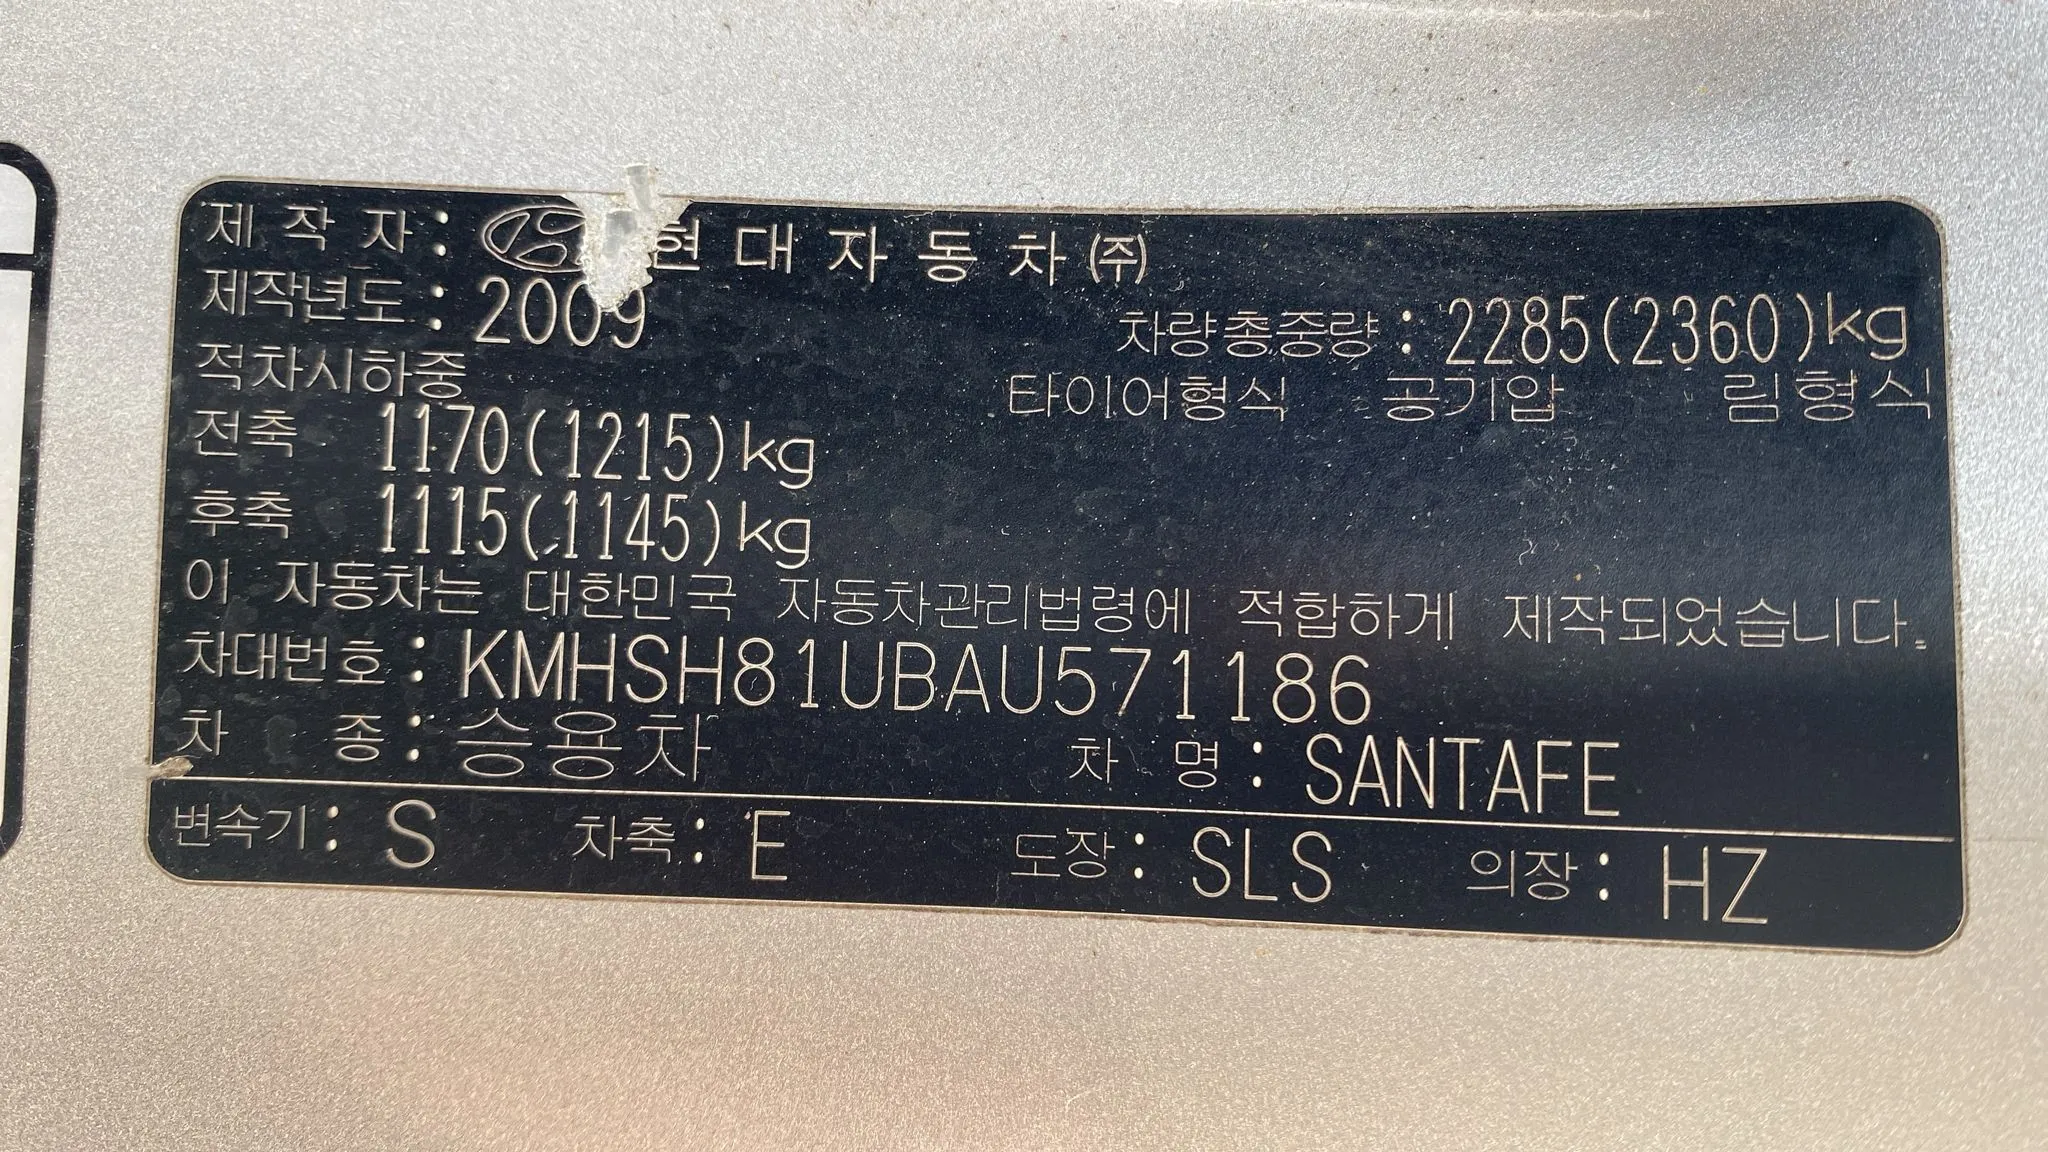 제 작 자 : 현 대 자 동 차 (주)
제작년도 : 2009
차량총중량 : 2285(2360)kg
적차시하중
타이어형식 공기압 림형식
전축 1170(1215)kg
후축 1115(1145)kg
이 자동차는 대한민국 자동차관리법령에 적합하게 제작되었습니다.
차대번호 : KMHSH81UBAU571186
차 종 : 승용차 차 명 : SANTAFE
변속기 : S 차축 : E 도장 : SLS 의장 : HZ